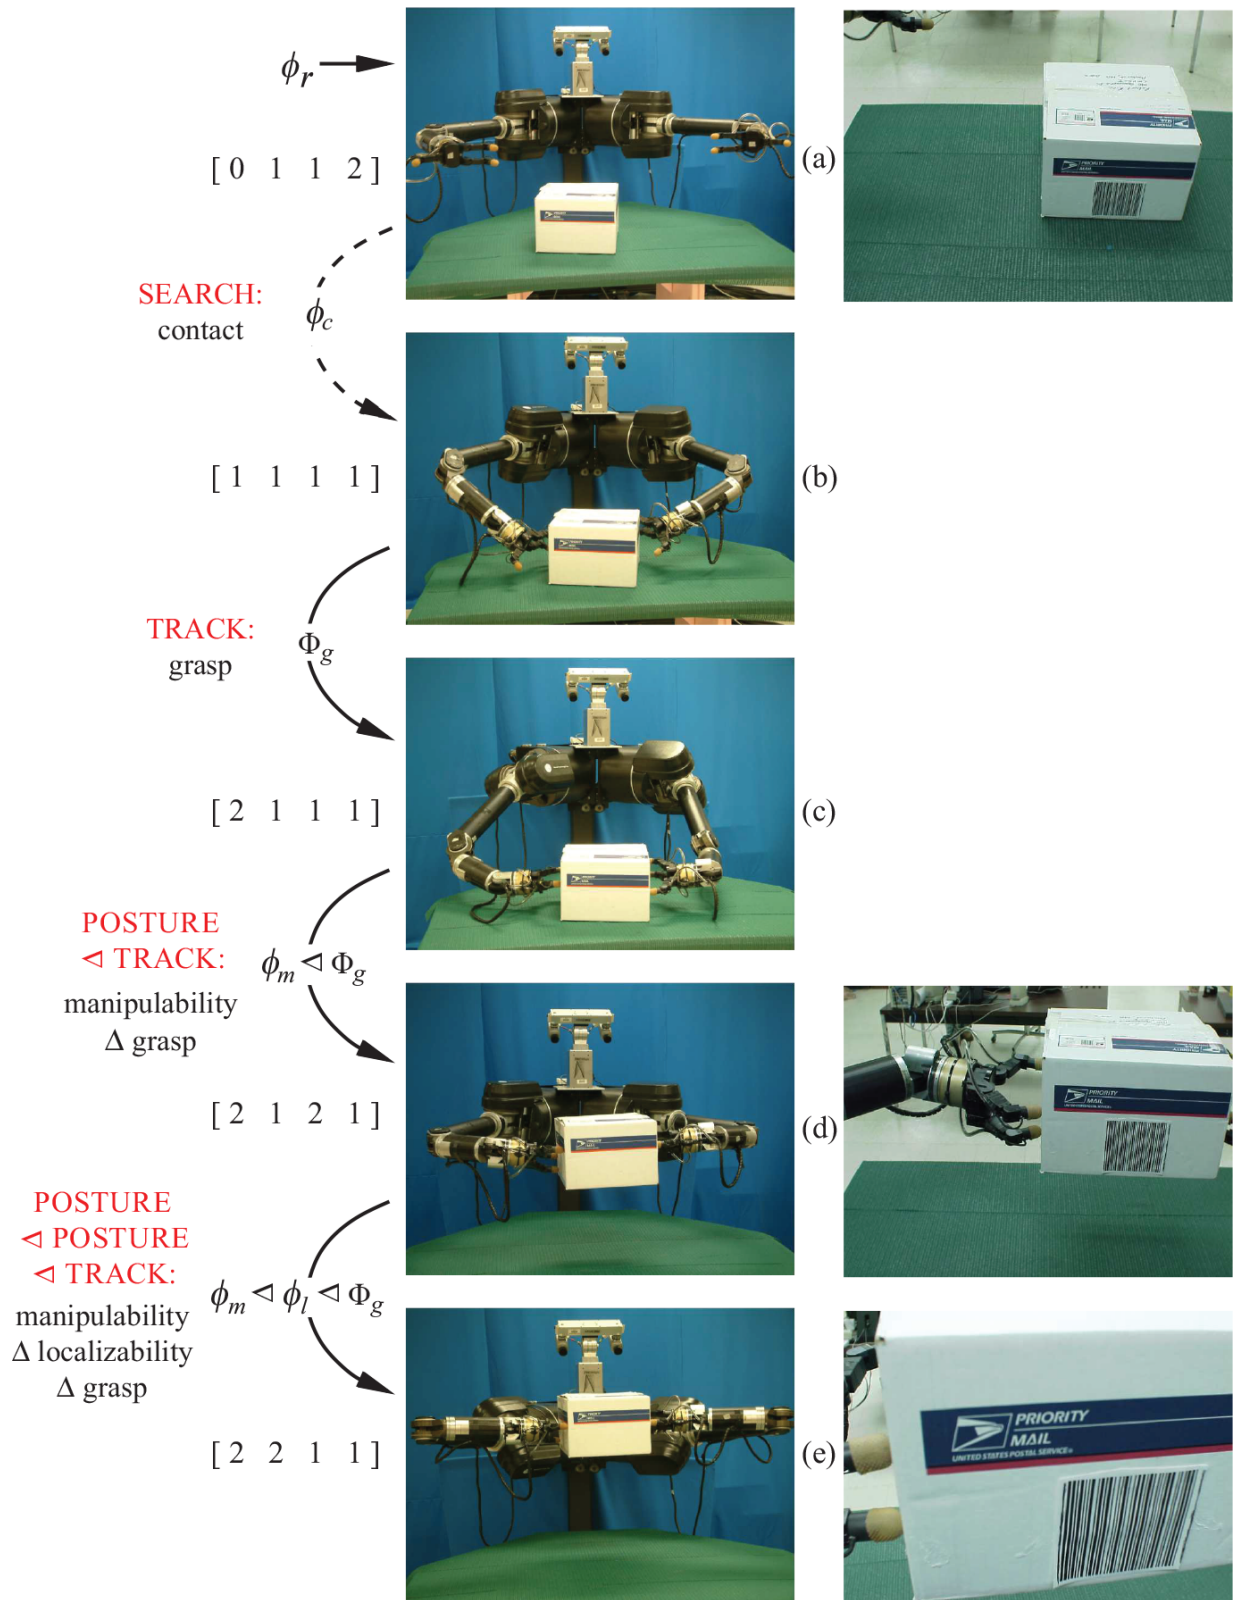 ϕr
[ 0 1 1 2 ]
(a)
SEARCH:
contact
ϕc
[ 1 1 1 1 ]
(b)
TRACK:
grasp
Φg
[ 2 1 1 1 ]
(c)
POSTURE
◁ TRACK:
manipulability
Δ grasp
ϕm ◁ Φg
[ 2 1 2 1 ]
(d)
PRIORITY
MAIL
POSTURE
◁ POSTURE
◁ TRACK:
manipulability
Δ localizability
Δ grasp
ϕm ◁ ϕl ◁ Φg
[ 2 2 1 1 ]
(e)
PRIORITY
MAIL
UNITED STATES POSTAL SERVICE